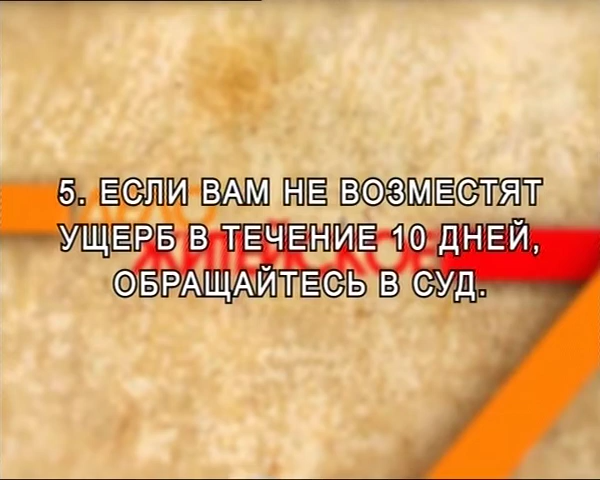 5. ЕСЛИ ВАМ НЕ ВОЗМЕСТЯТ
УЩЕРБ В ТЕЧЕНИЕ 10 ДНЕЙ,
ОБРАЩАЙТЕСЬ В СУД.